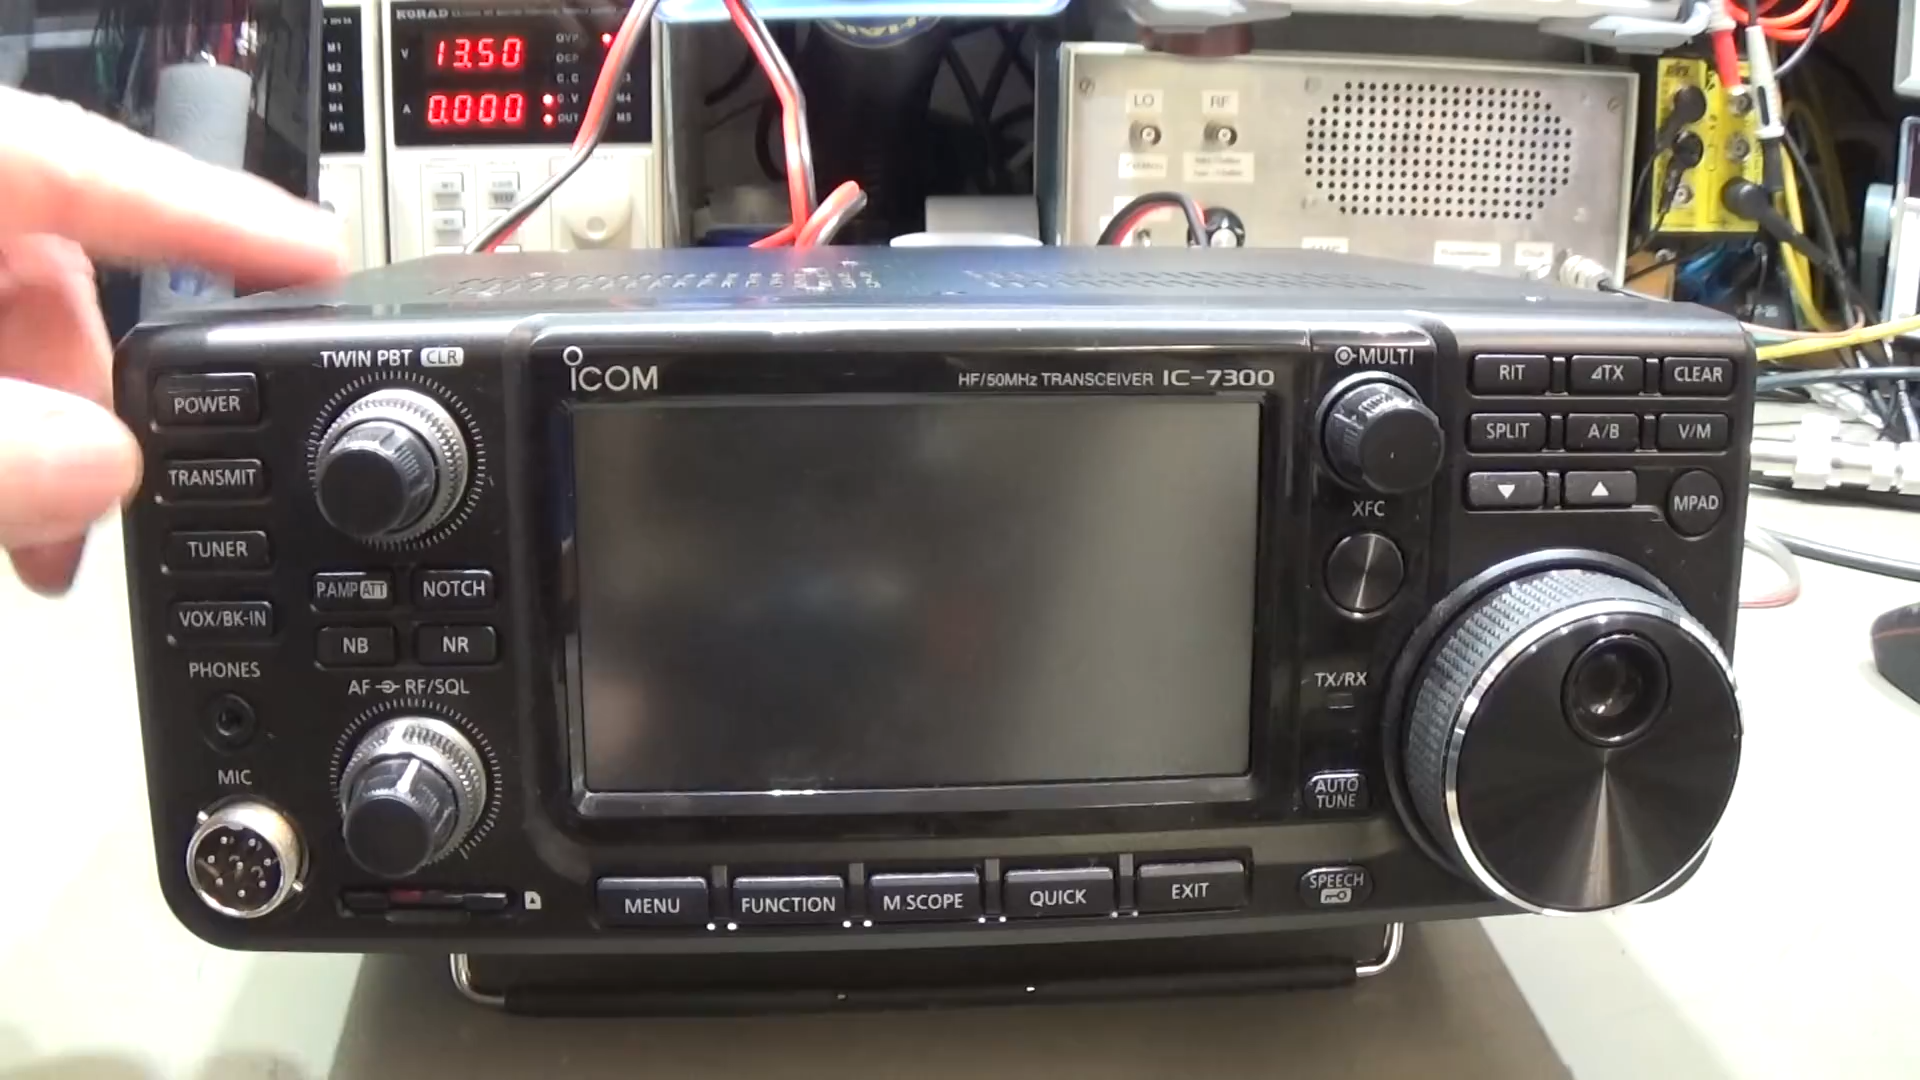 KORAD
V 13.50
A 0.000
OVP
OCP
C.C
C.V
OUT
M4
M5
M1
M2
M3
M4
M5
LO
RF
TWIN PBT CLR
POWER
TRANSMIT
TUNER
VOX/BK-IN
PHONES
MIC
P.AMP ATT
NOTCH
NB
NR
AF RF/SQL
ICOM
HF/50MHz TRANSCEIVER IC-7300
MENU
FUNCTION
M.SCOPE
QUICK
EXIT
MULTI
XFC
TX/RX
AUTO
TUNE
SPEECH
RIT
⊿TX
CLEAR
SPLIT
A/B
V/M
MPAD